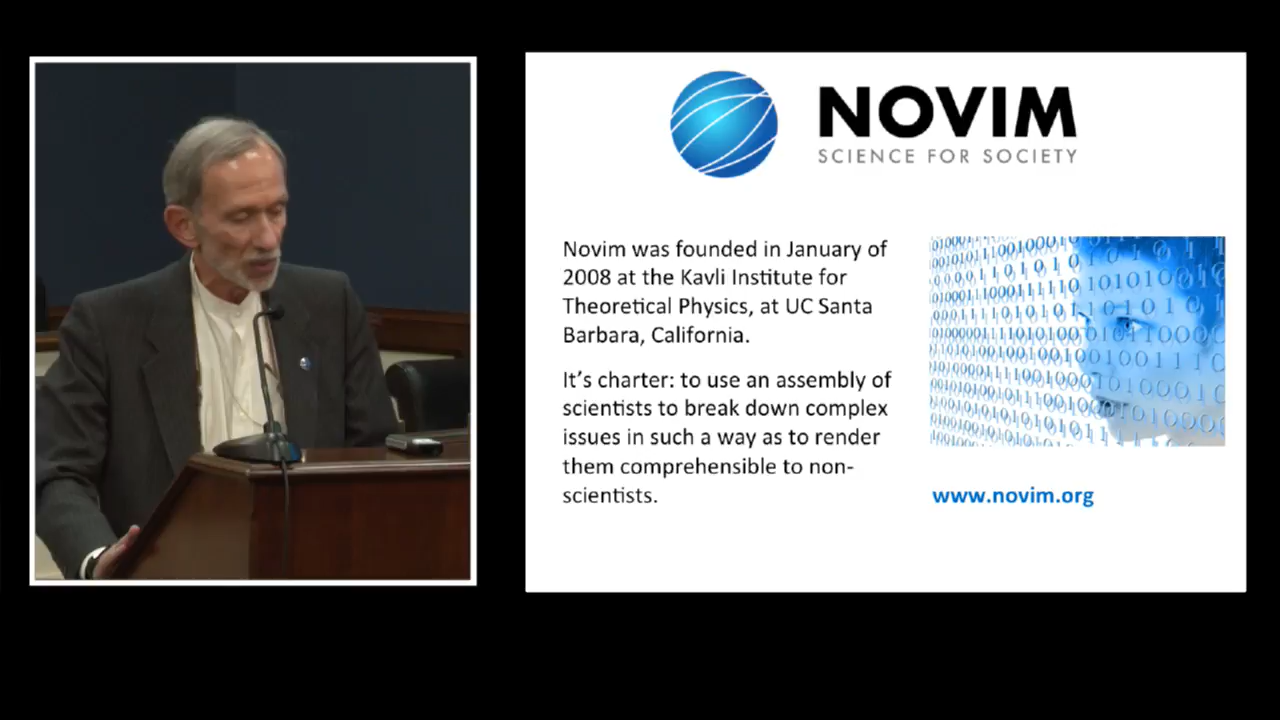 NOVIM
SCIENCE FOR SOCIETY
Novim was founded in January of
2008 at the Kavli Institute for
Theoretical Physics, at UC Santa
Barbara, California.
It's charter: to use an assembly of
scientists to break down complex
issues in such a way as to render
them comprehensible to non-
scientists.
www.novim.org